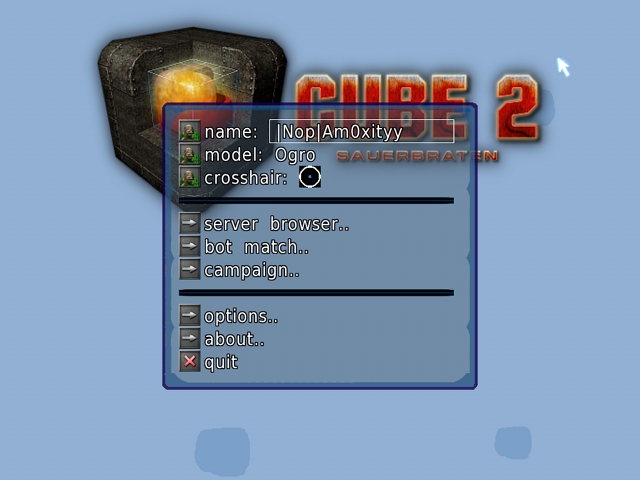 CUBE 2
SAUERBRATEN
name: |Nop|Am0xityy
model: Ogro
crosshair:
server browser..
bot match..
campaign..
options..
about..
quit